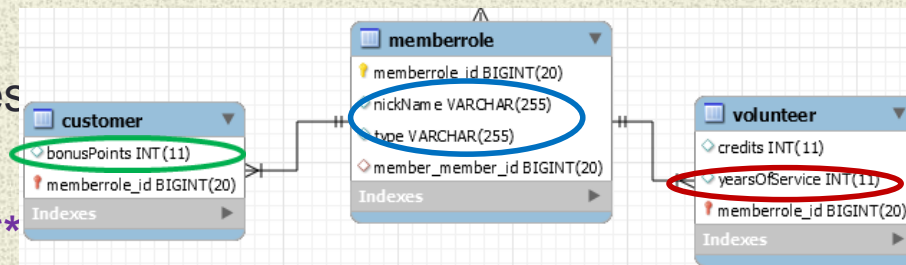 es
*
customer
bonusPoints INT(11)
memberrole_id BIGINT(20)
Indexes
memberrole
memberrole_id BIGINT(20)
nickName VARCHAR(255)
type VARCHAR(255)
member_member_id BIGINT(20)
Indexes
volunteer
credits INT(11)
yearsOfService INT(11)
memberrole_id BIGINT(20)
Indexes